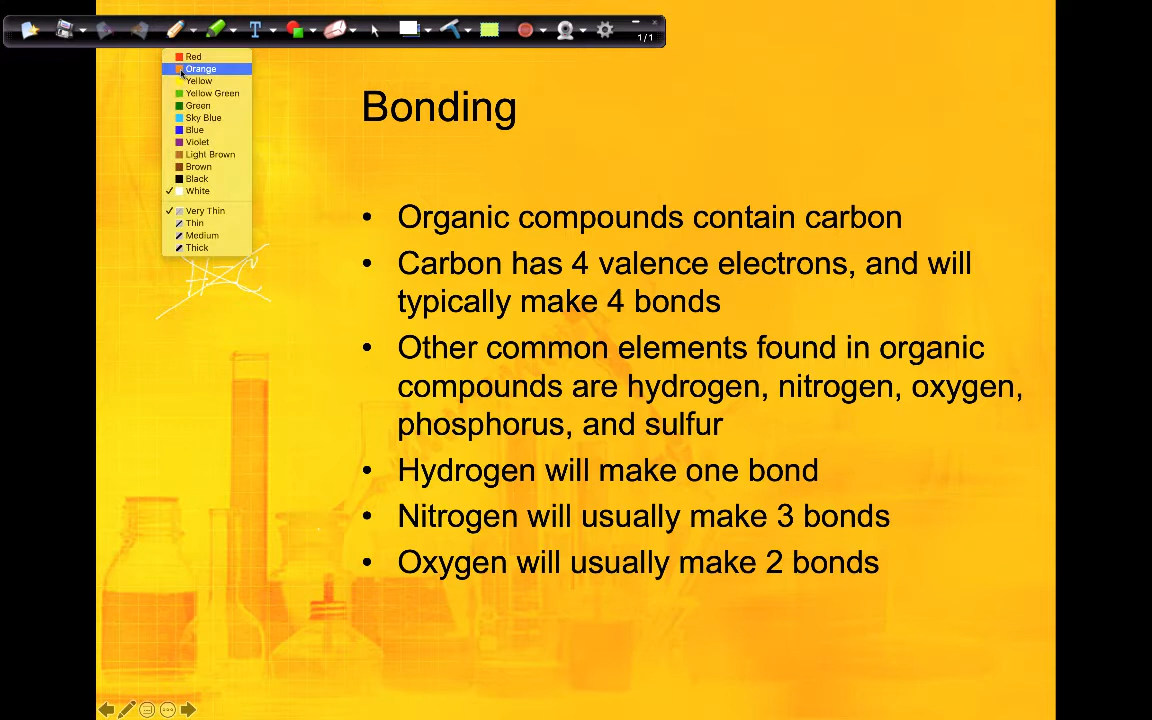 1/1
Red
Orange
Yellow
Yellow Green
Green
Sky Blue
Blue
Violet
Light Brown
Brown
Black
White
Very Thin
Thin
Medium
Thick
Bonding
• Organic compounds contain carbon
• Carbon has 4 valence electrons, and will
typically make 4 bonds
• Other common elements found in organic
compounds are hydrogen, nitrogen, oxygen,
phosphorus, and sulfur
• Hydrogen will make one bond
• Nitrogen will usually make 3 bonds
• Oxygen will usually make 2 bonds